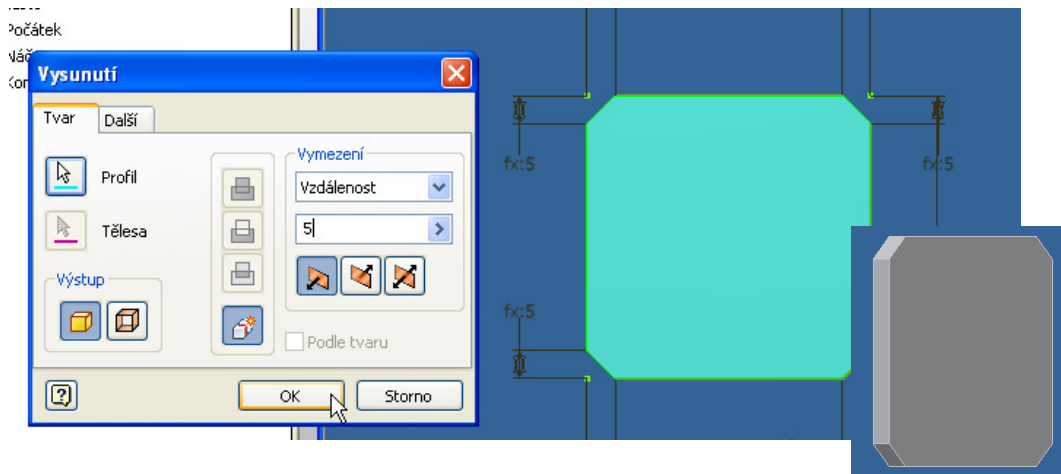 Počátek
Vysunutí
Tvar
Další
Profil
Tělesa
Výstup
Vymezení
Vzdálenost
5
Podle tvaru
OK
Storno
fx:5
fx:5
fx:5